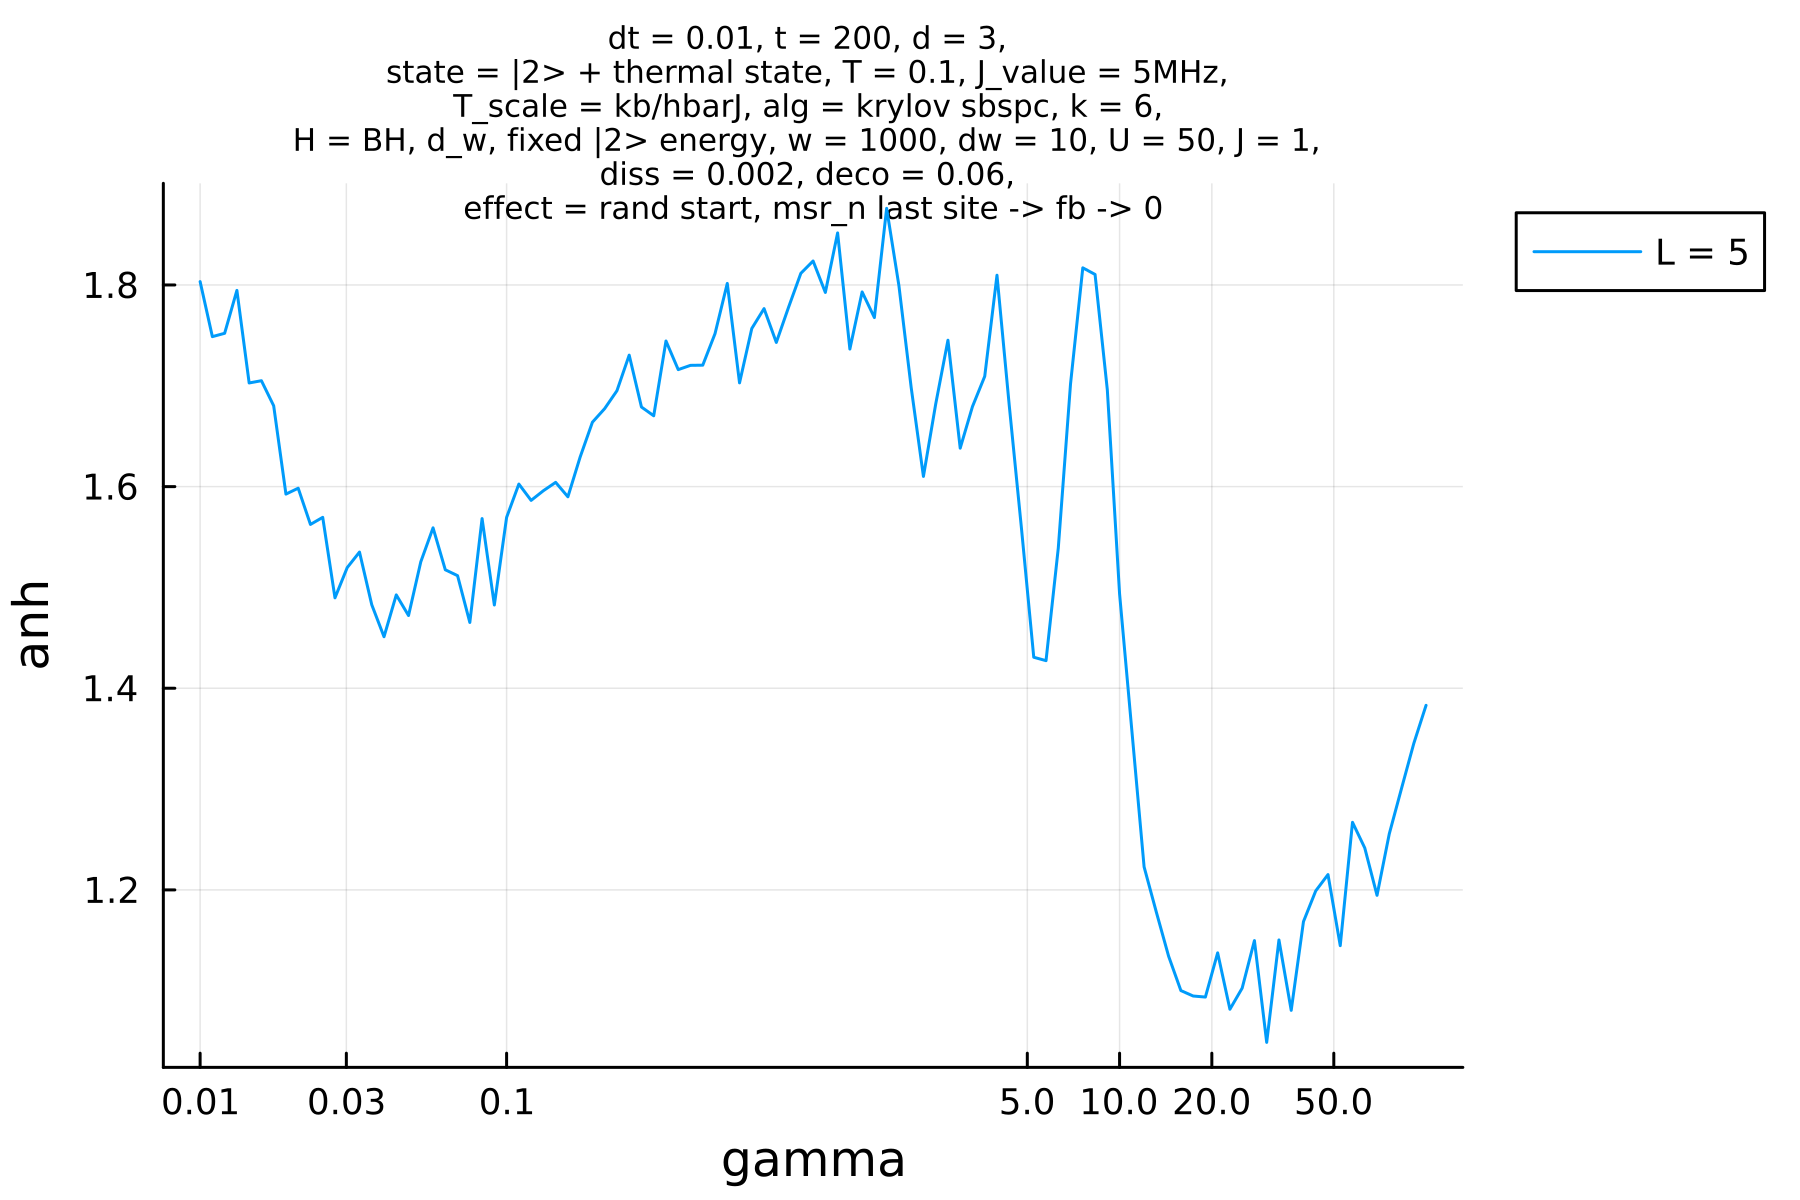 dt = 0.01, t = 200, d = 3,
state = |2> + thermal state, T = 0.1, J_value = 5MHz,
T_scale = kb/hbarJ, alg = krylov sbspc, k = 6,
H = BH, d_w, fixed |2> energy, w = 1000, dw = 10, U = 50, J = 1,
diss = 0.002, deco = 0.06,
effect = rand start, msr_n last site -> fb -> 0
L = 5
1.8
1.6
1.4
1.2
anh
0.01 0.03 0.1 5.0 10.0 20.0 50.0
gamma